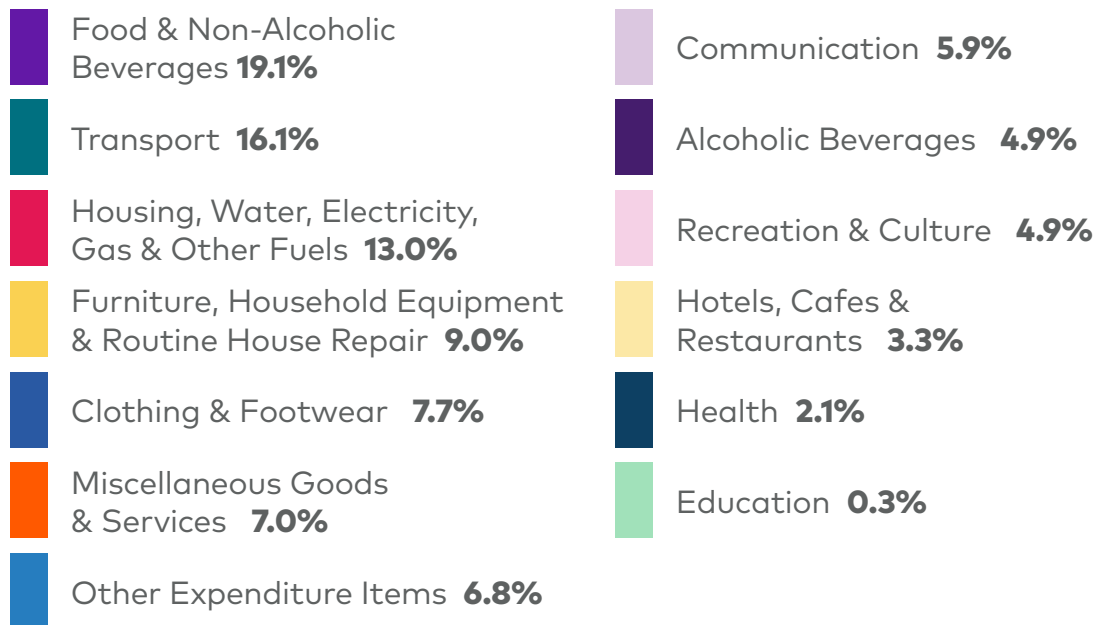 Food & Non-Alcoholic
Beverages 19.1%
Transport 16.1%
Housing, Water, Electricity,
Gas & Other Fuels 13.0%
Furniture, Household Equipment
& Routine House Repair 9.0%
Clothing & Footwear 7.7%
Miscellaneous Goods
& Services 7.0%
Other Expenditure Items 6.8%
Communication 5.9%
Alcoholic Beverages 4.9%
Recreation & Culture 4.9%
Hotels, Cafes &
Restaurants 3.3%
Health 2.1%
Education 0.3%